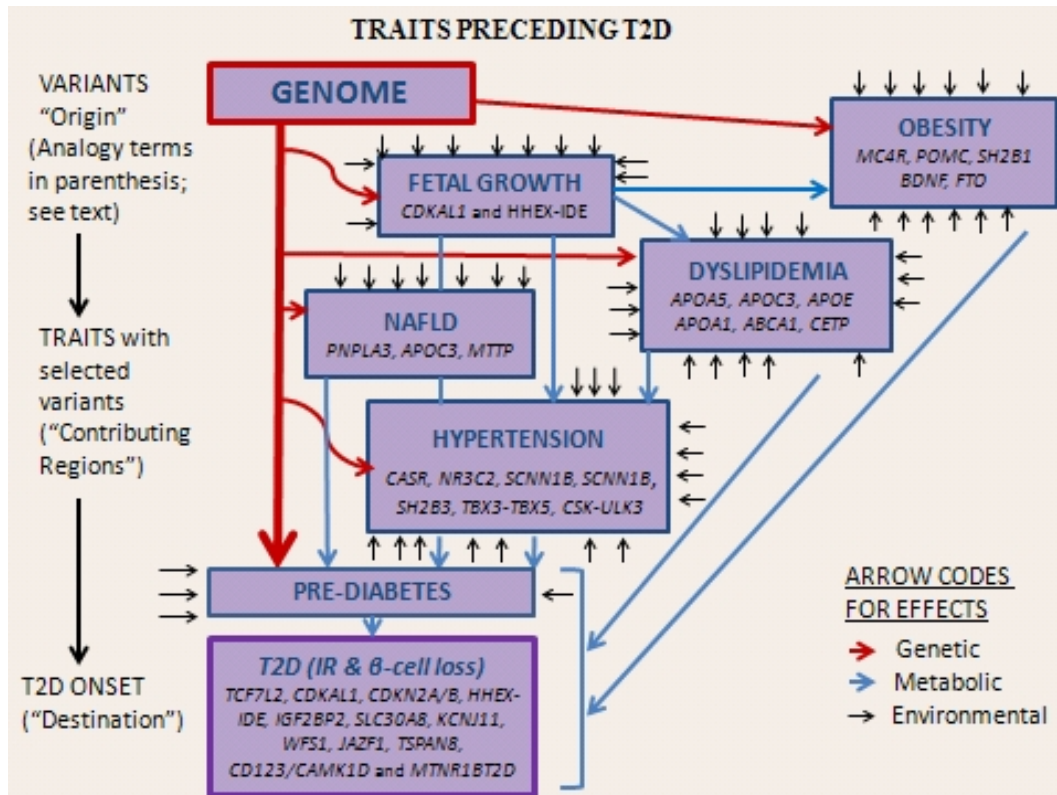 TRAITS PRECEDING T2D
VARIANTS
“Origin”
(Analogy terms
in parenthesis;
see text)
TRAITS with
selected
variants
(“Contributing
Regions”)
T2D ONSET
(“Destination”)
GENOME
OBESITY
MC4R, POMC, SH2B1
BDNF, FTO
FETAL GROWTH
CDKAL1 and HHEX-IDE
DYSLIPIDEMIA
APOA5, APOC3, APOE
APOA1, ABCA1, CETP
NAFLD
PNPLA3, APOC3, MTTP
HYPERTENSION
CASR, NR3C2, SCNN1B, SCNN1B,
SH2B3, TBX3-TBX5, CSK-ULK3
PRE-DIABETES
T2D (IR & β-cell loss)
TCF7L2, CDKAL1, CDKN2A/B, HHEX-
IDE, IGF2BP2, SLC30A8, KCNJ11,
WFS1, JAZF1, TSPAN8,
CD123/CAMK1D and MTNR1BT2D
ARROW CODES
FOR EFFECTS
Genetic
Metabolic
Environmental